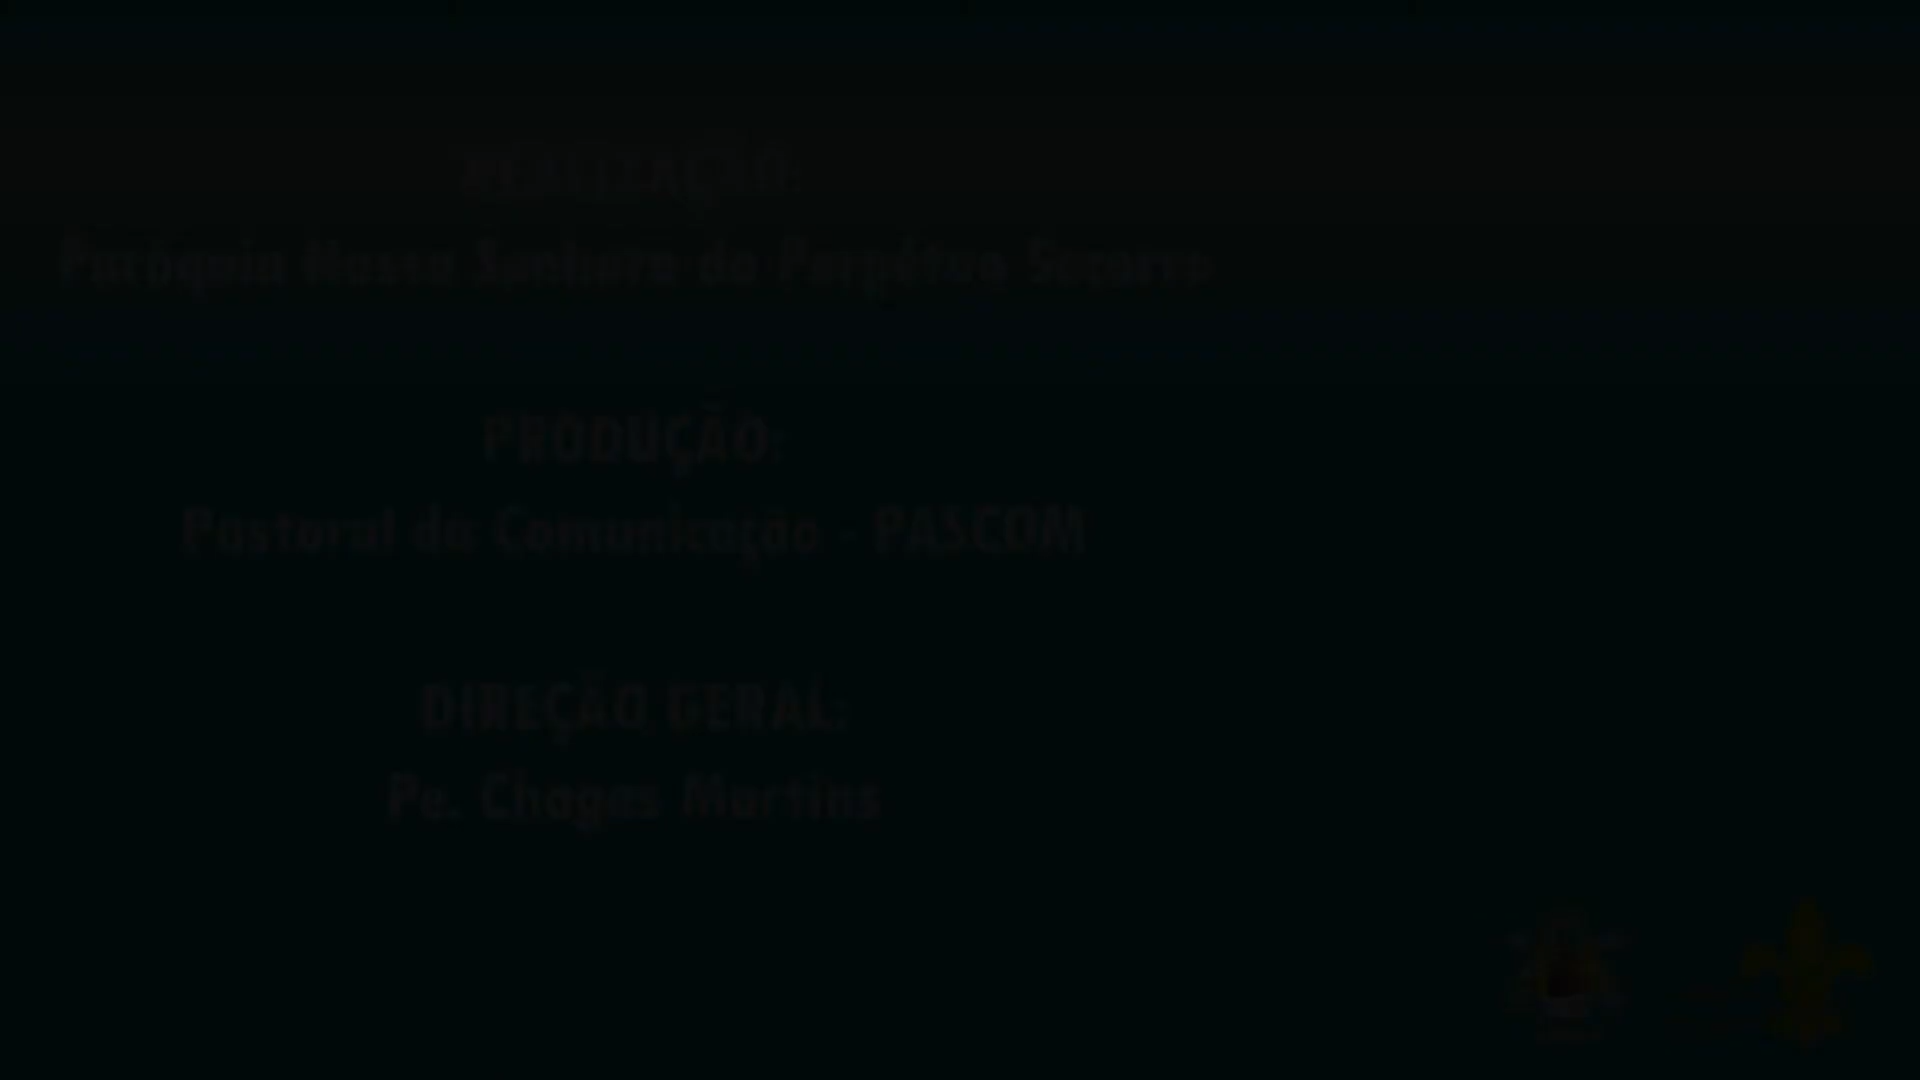 REALIZAÇÃO:
Paróquia Nossa Senhora do Perpétuo Socorro
PRODUÇÃO:
Pastoral da Comunicação - PASCOM
DIREÇÃO GERAL:
Pe. Chagas Martins